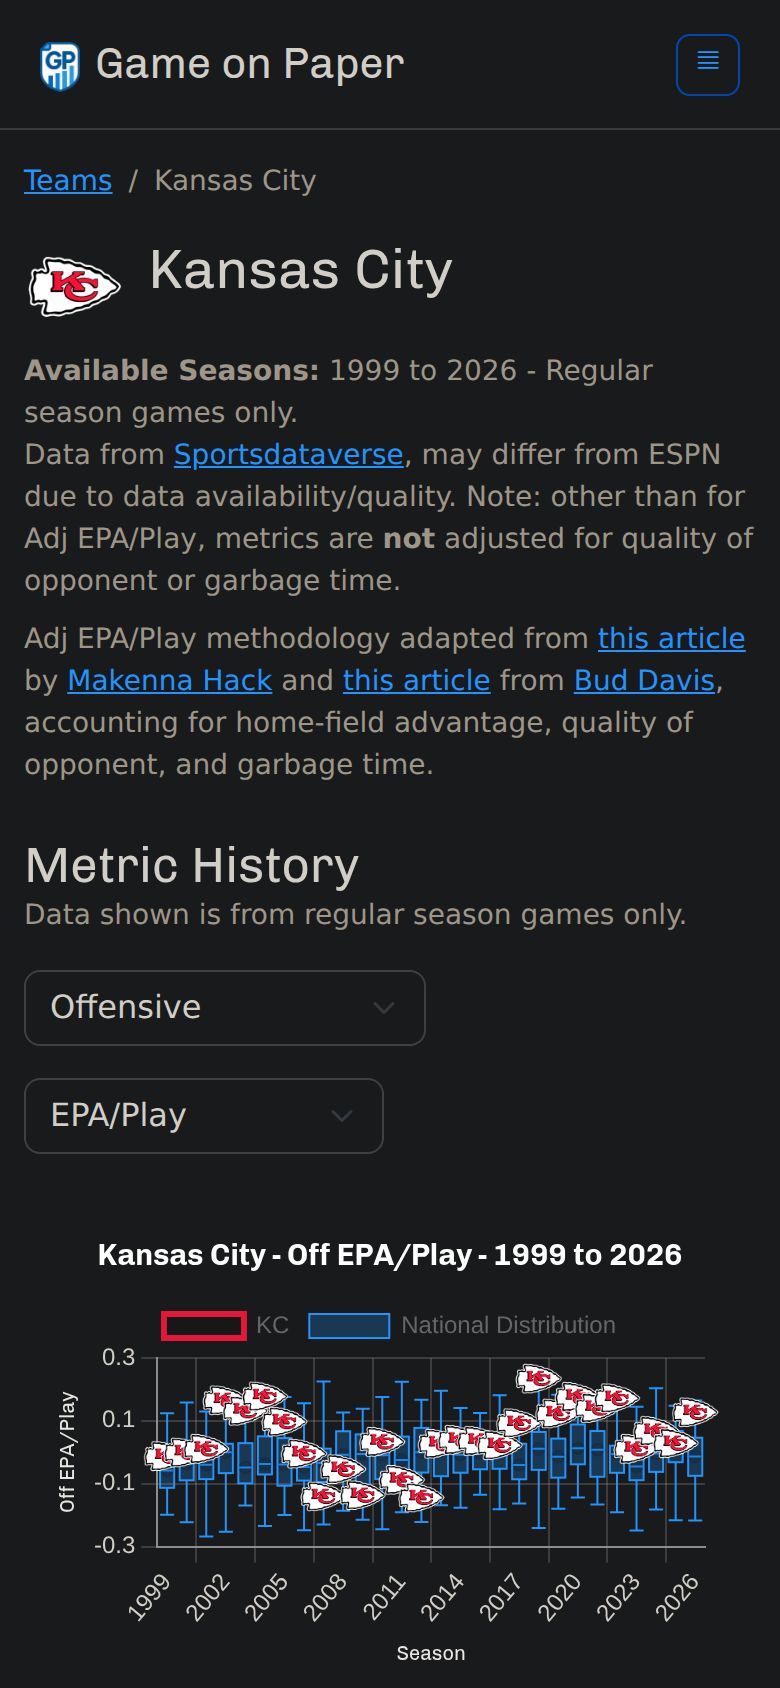 GP Game on Paper
Teams / Kansas City
KC Kansas City
Available Seasons: 1999 to 2026 - Regular
season games only.
Data from Sportsdataverse, may differ from ESPN
due to data availability/quality. Note: other than for
Adj EPA/Play, metrics are not adjusted for quality of
opponent or garbage time.
Adj EPA/Play methodology adapted from this article
by Makenna Hack and this article from Bud Davis,
accounting for home-field advantage, quality of
opponent, and garbage time.
Metric History
Data shown is from regular season games only.
Offensive
EPA/Play
Kansas City - Off EPA/Play - 1999 to 2026
KC National Distribution
0.3
0.1
-0.1
-0.3
Off EPA/Play
1999 2002 2005 2008 2011 2014 2017 2020 2023 2026
Season